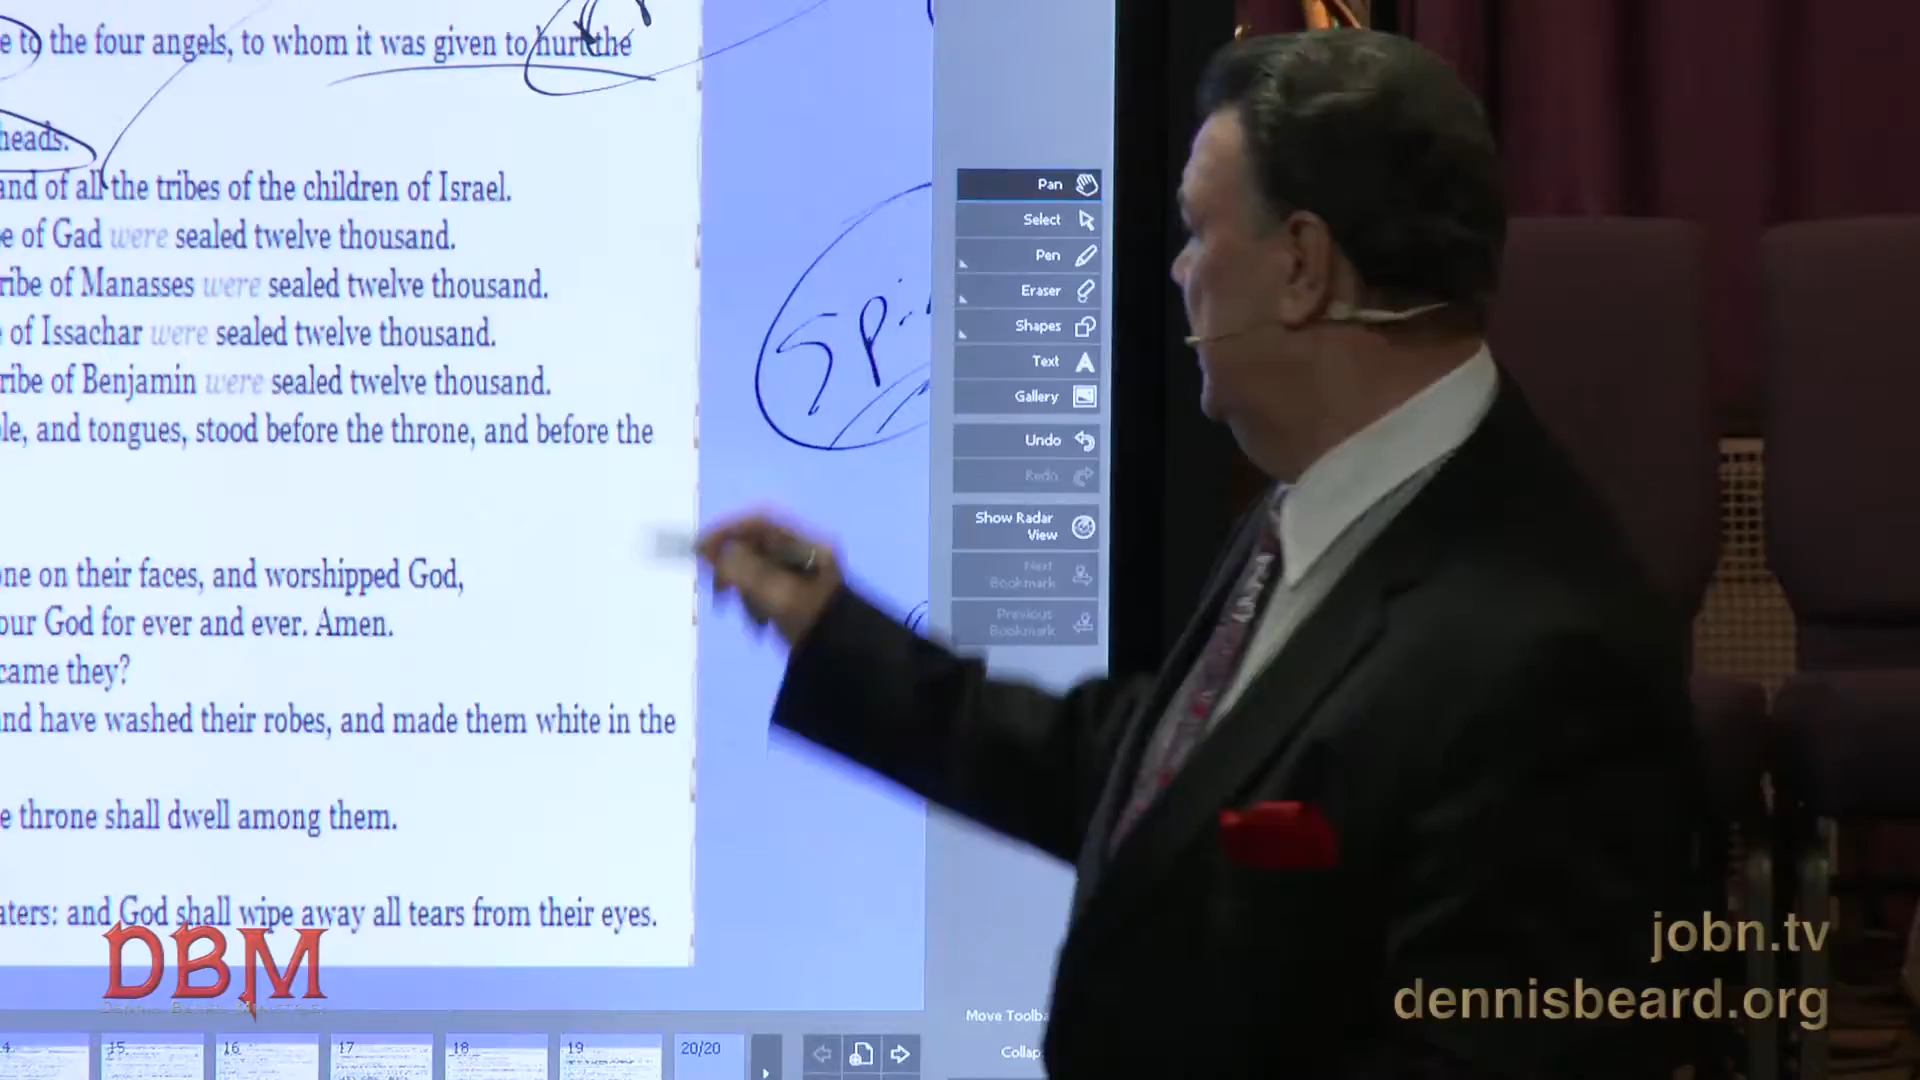 to the four angels, to whom it was given to hurt the
heads.
and of all the tribes of the children of Israel.
of Gad were sealed twelve thousand.
ribe of Manasses were sealed twelve thousand.
of Issachar were sealed twelve thousand.
ribe of Benjamin were sealed twelve thousand.
le, and tongues, stood before the throne, and before the
one on their faces, and worshipped God,
our God for ever and ever. Amen.
came they?
nd have washed their robes, and made them white in the
e throne shall dwell among them.
aters: and God shall wipe away all tears from their eyes.
Spi
Pan
Select
Pen
Eraser
Shapes
Text
Gallery
Undo
Redo
Show Radar
View
Next
Bookmark
Previous
Bookmark
Move Toolba
Collap
15
16
17
18
19
20/20
DBM
jobn.tv
dennisbeard.org